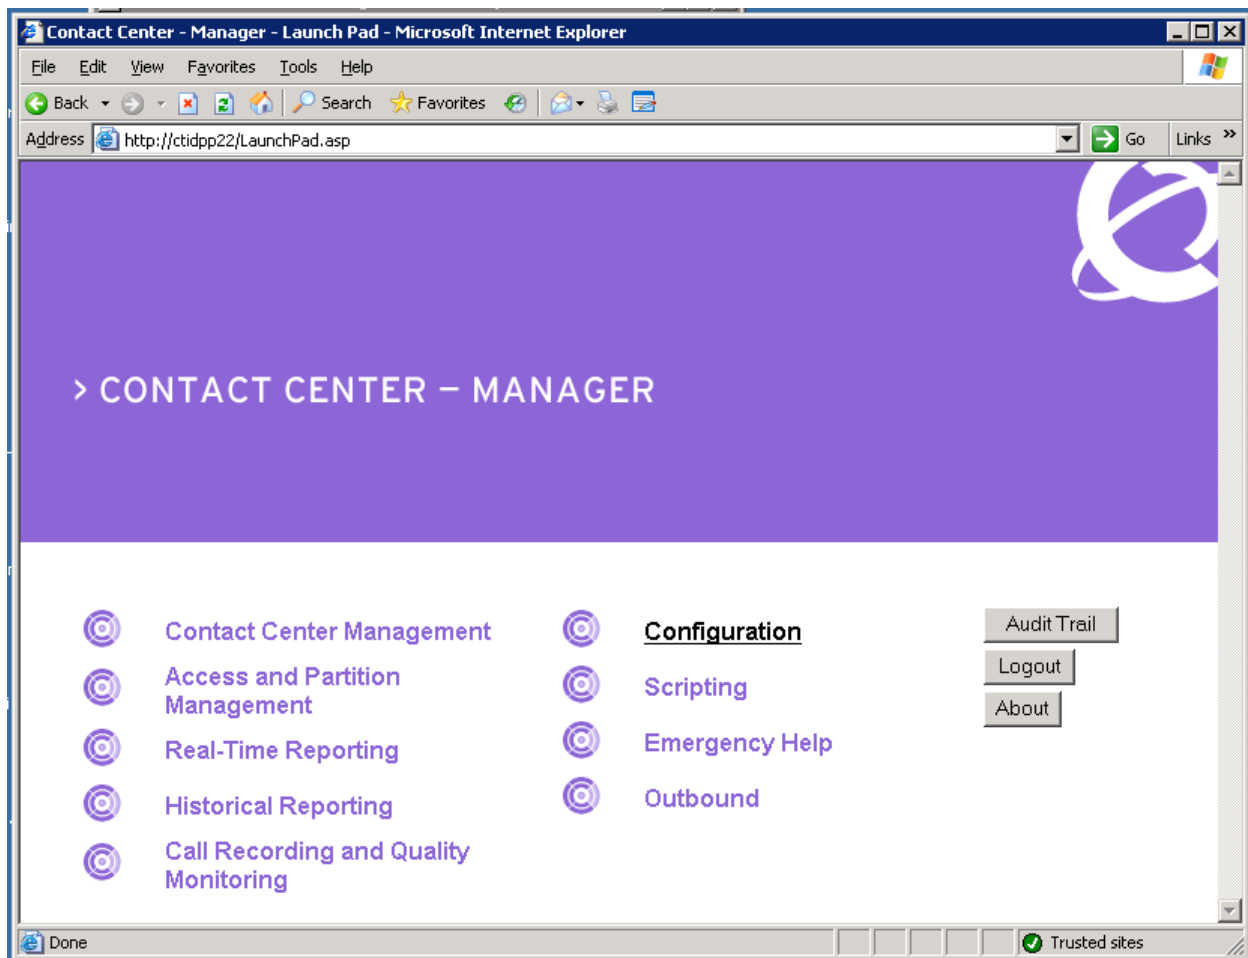 Contact Center - Manager - Launch Pad - Microsoft Internet Explorer
File Edit View Favorites Tools Help
Back Search Favorites
Address http://ctidpp22/LaunchPad.asp Go Links »
> CONTACT CENTER – MANAGER
Contact Center Management
Access and Partition
Management
Real-Time Reporting
Historical Reporting
Call Recording and Quality
Monitoring
Configuration
Scripting
Emergency Help
Outbound
Audit Trail
Logout
About
Done Trusted sites